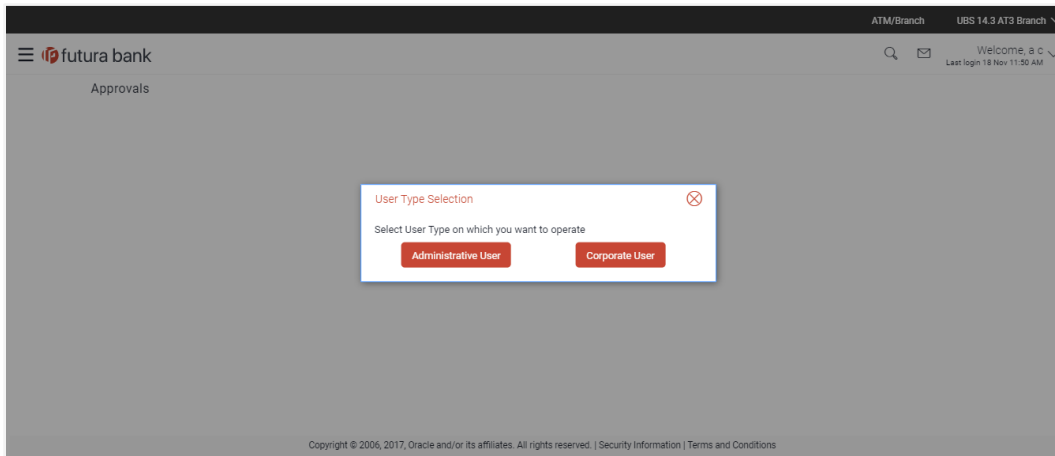 ATM/Branch UBS 14.3 AT3 Branch
futura bank
Welcome, a c
Last login 18 Nov 11:50 AM
Approvals
User Type Selection
Select User Type on which you want to operate
Administrative User Corporate User
Copyright © 2006, 2017, Oracle and/or its affiliates. All rights reserved. | Security Information | Terms and Conditions